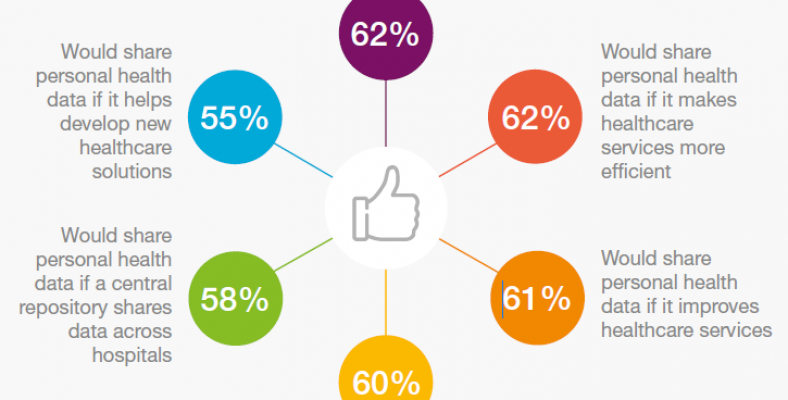 62%
Would share
personal health
data if it helps
develop new
healthcare
solutions
55%
62%
Would share
personal health
data if it makes
healthcare
services more
efficient
Would share
personal health
data if a central
repository shares
data across
hospitals
58%
61%
Would share
personal health
data if it improves
healthcare services
60%